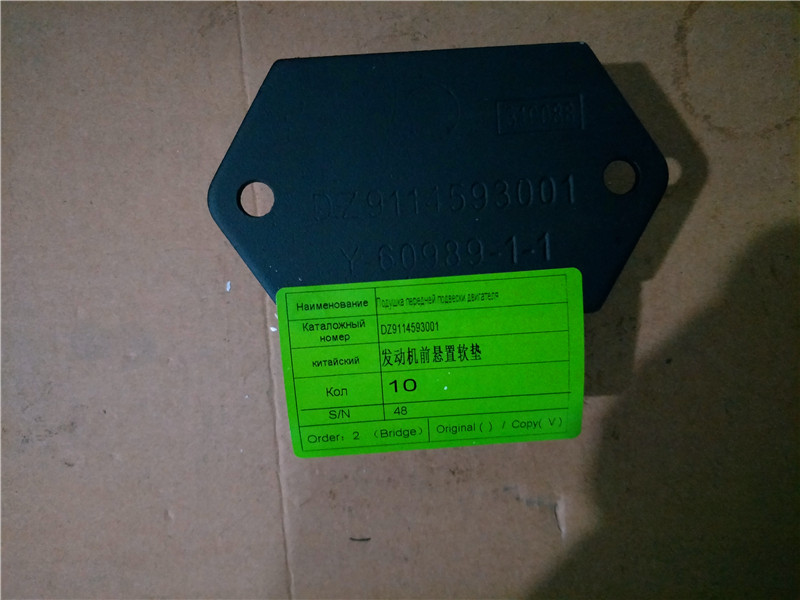 DZ9114593001
Y-60989-1-1
Наименование Подушка передней подвески двигателя
Каталожный номер DZ9114593001
китайский 发动机前悬置软垫
Кол 10
S/N 48
Order: 2 (Bridge) Original ( ) / Copy( V )